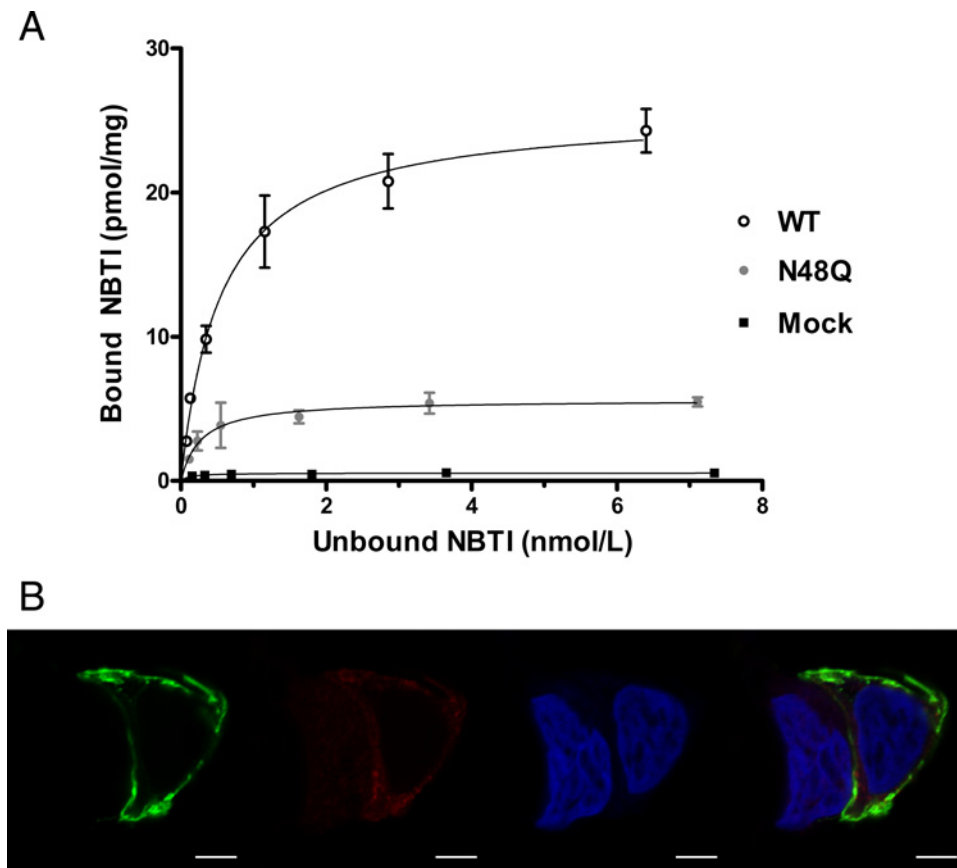 A
30
20
10
0
Bound NBTI (pmol/mg)
0 2 4 6 8
Unbound NBTI (nmol/L)
WT
N48Q
Mock
B